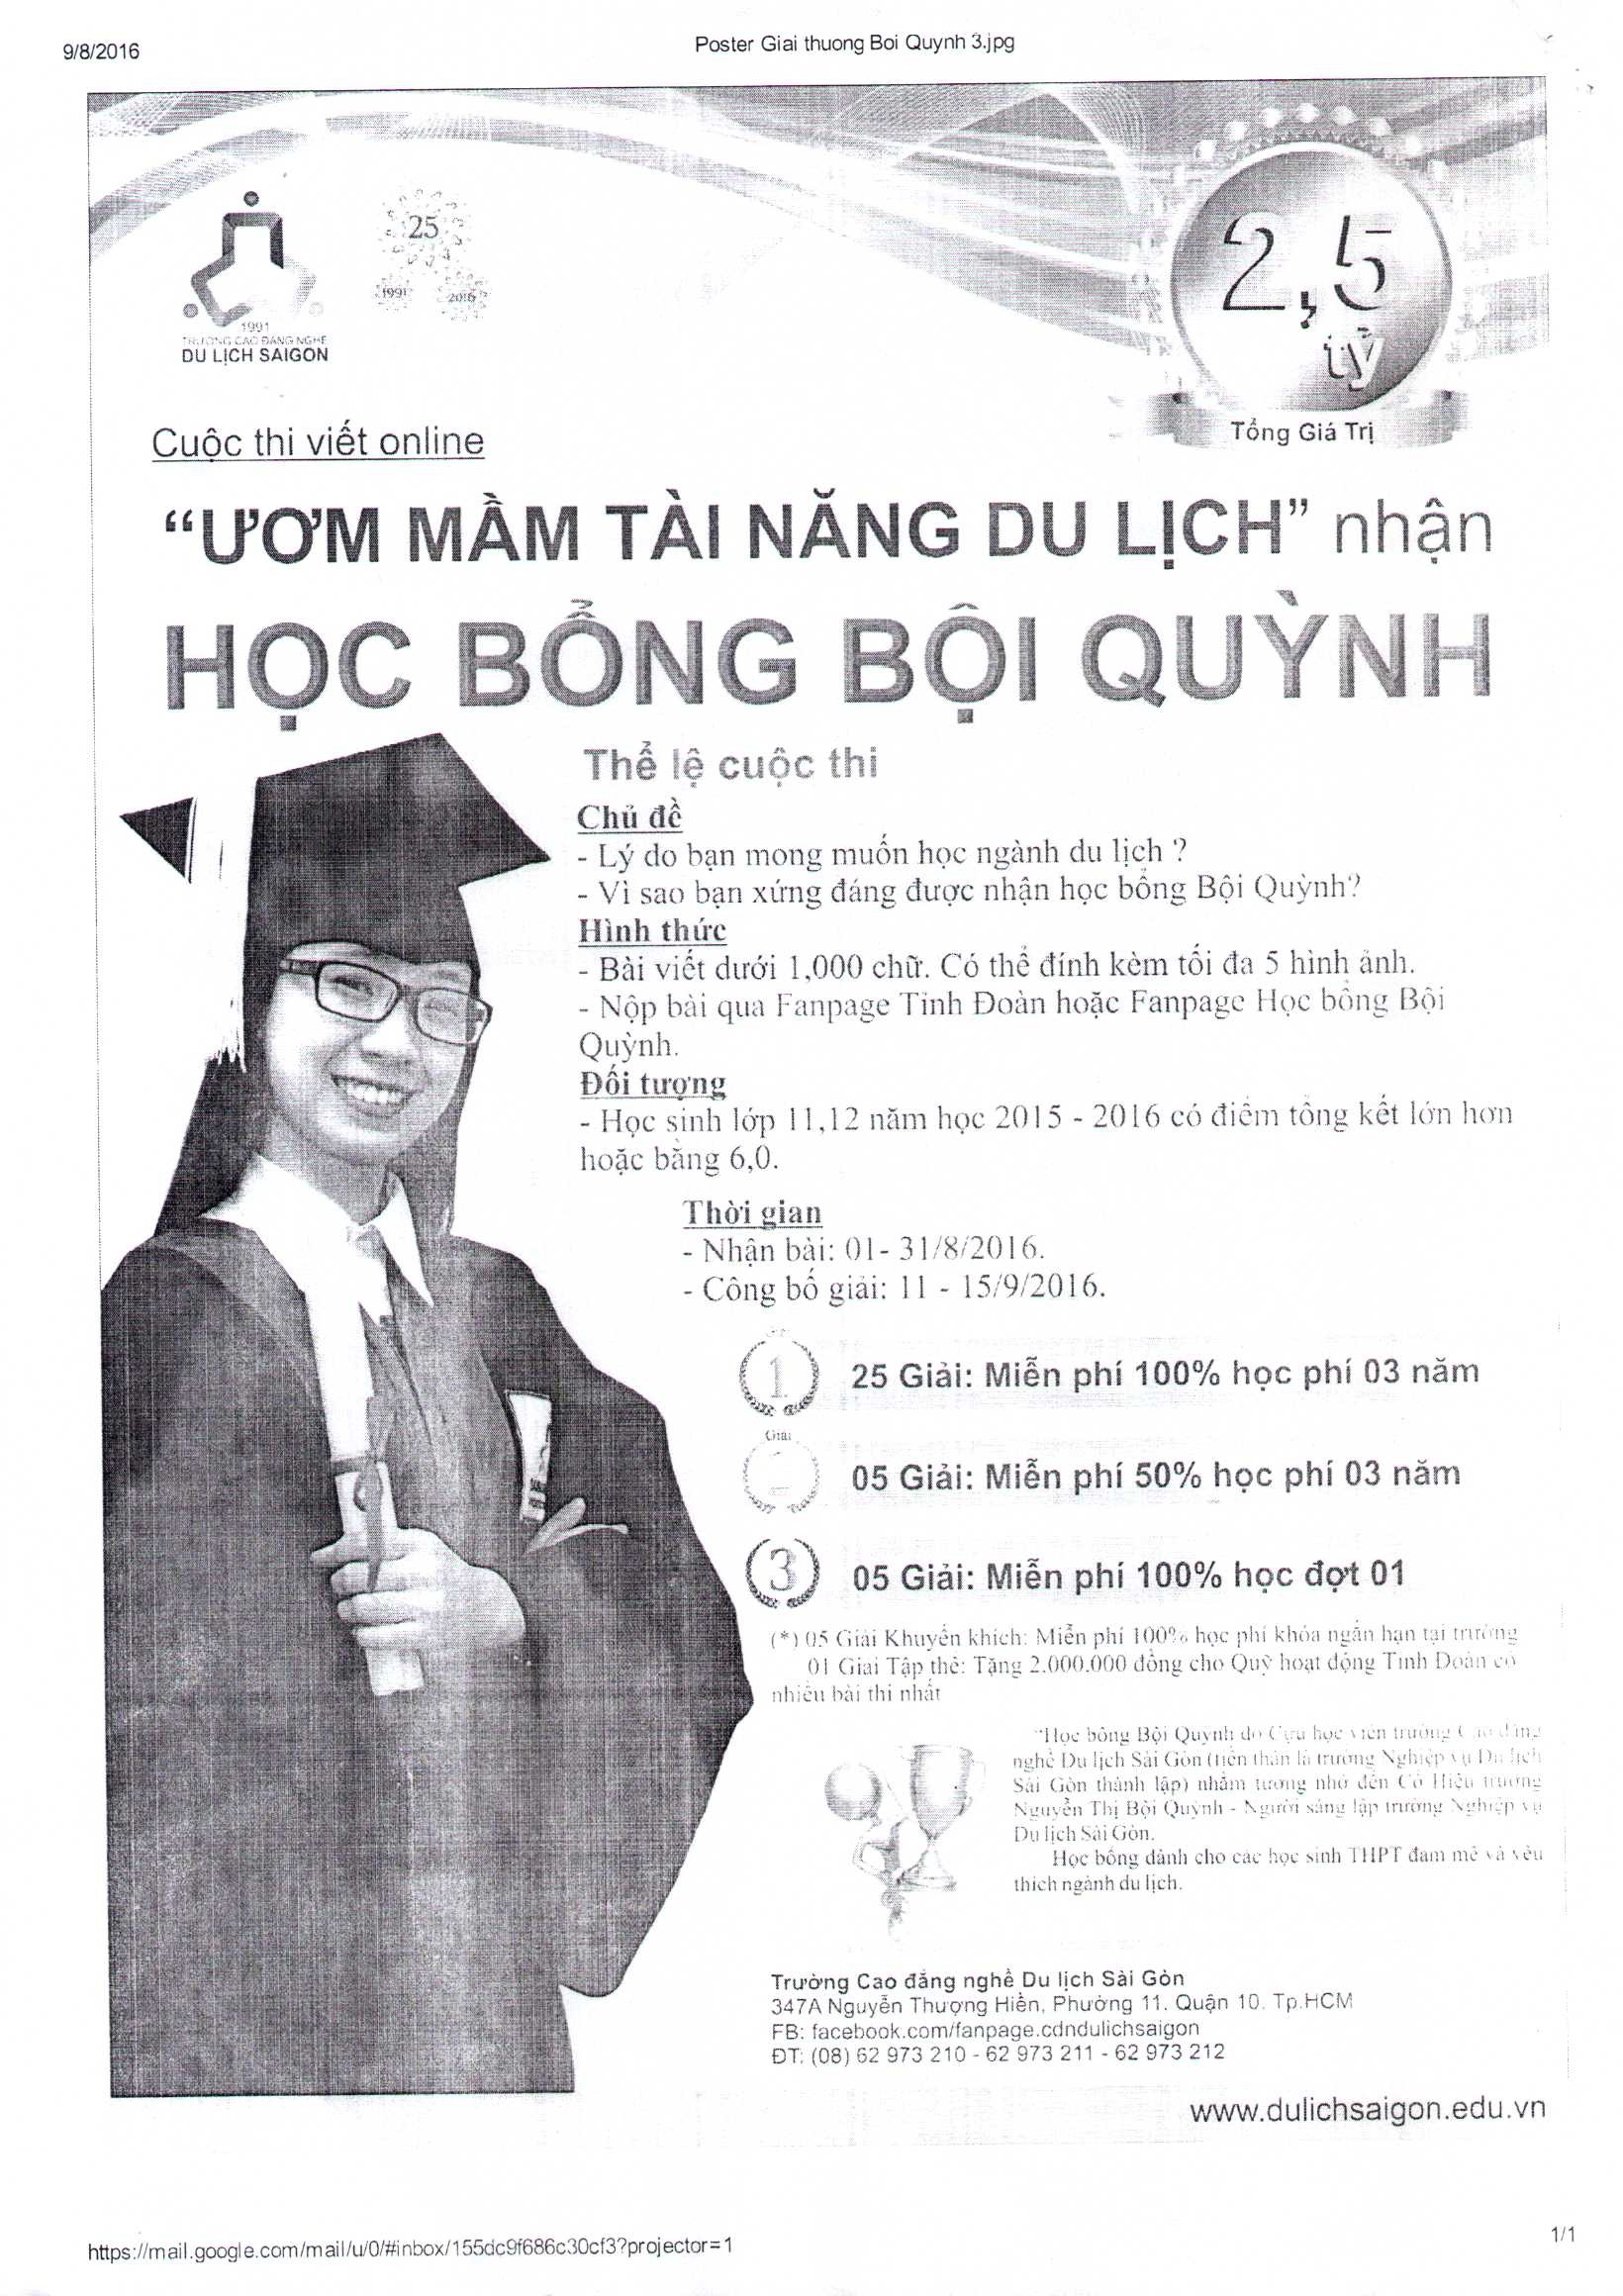 9/8/2016
Poster Giai thuong Boi Quynh 3.jpg
25
1991
2016
1991
TRƯỜNG CAO ĐẲNG NGHỀ
DU LỊCH SAIGON
2,5
tỷ
Tổng Giá Trị
Cuộc thi viết online
“ƯƠM MẦM TÀI NĂNG DU LỊCH” nhận
HỌC BỔNG BỘI QUỲNH
Thể lệ cuộc thi
Chủ đề
- Lý do bạn mong muốn học ngành du lịch ?
- Vì sao bạn xứng đáng được nhận học bổng Bội Quỳnh?
Hình thức
- Bài viết dưới 1,000 chữ. Có thể đính kèm tối đa 5 hình ảnh.
- Nộp bài qua Fanpage Tỉnh Đoàn hoặc Fanpage Học bổng Bội
Quỳnh.
Đối tượng
- Học sinh lớp 11,12 năm học 2015 - 2016 có điểm tổng kết lớn hơn
hoặc bằng 6,0.
Thời gian
- Nhận bài: 01- 31/8/2016.
- Công bố giải: 11 - 15/9/2016.
1 25 Giải: Miễn phí 100% học phí 03 năm
Giải
2 05 Giải: Miễn phí 50% học phí 03 năm
3 05 Giải: Miễn phí 100% học đợt 01
(*) 05 Giải Khuyến khích: Miễn phí 100% học phí khóa ngắn hạn tại trường
01 Giải Tập thể: Tặng 2.000.000 đồng cho Quỹ hoạt động Tỉnh Đoàn có
nhiều bài thi nhất
“Học bổng Bội Quỳnh do Cựu học viên trường Cao đẳng
nghề Du lịch Sài Gòn (tiền thân là trường Nghiệp vụ Du lịch
Sài Gòn thành lập) nhằm tưởng nhớ đến Cô Hiệu trưởng
Nguyễn Thị Bội Quỳnh - Người sáng lập trường Nghiệp vụ
Du lịch Sài Gòn.
Học bổng dành cho các học sinh THPT đam mê và yêu
thích ngành du lịch.
Trường Cao đẳng nghề Du lịch Sài Gòn
347A Nguyễn Thượng Hiền, Phường 11. Quận 10. Tp.HCM
FB: facebook.com/fanpage.cdndulichsaigon
ĐT: (08) 62 973 210 - 62 973 211 - 62 973 212
www.dulichsaigon.edu.vn
https://mail.google.com/mail/u/0/#inbox/155dc9f686c30cf3?projector=1
1/1